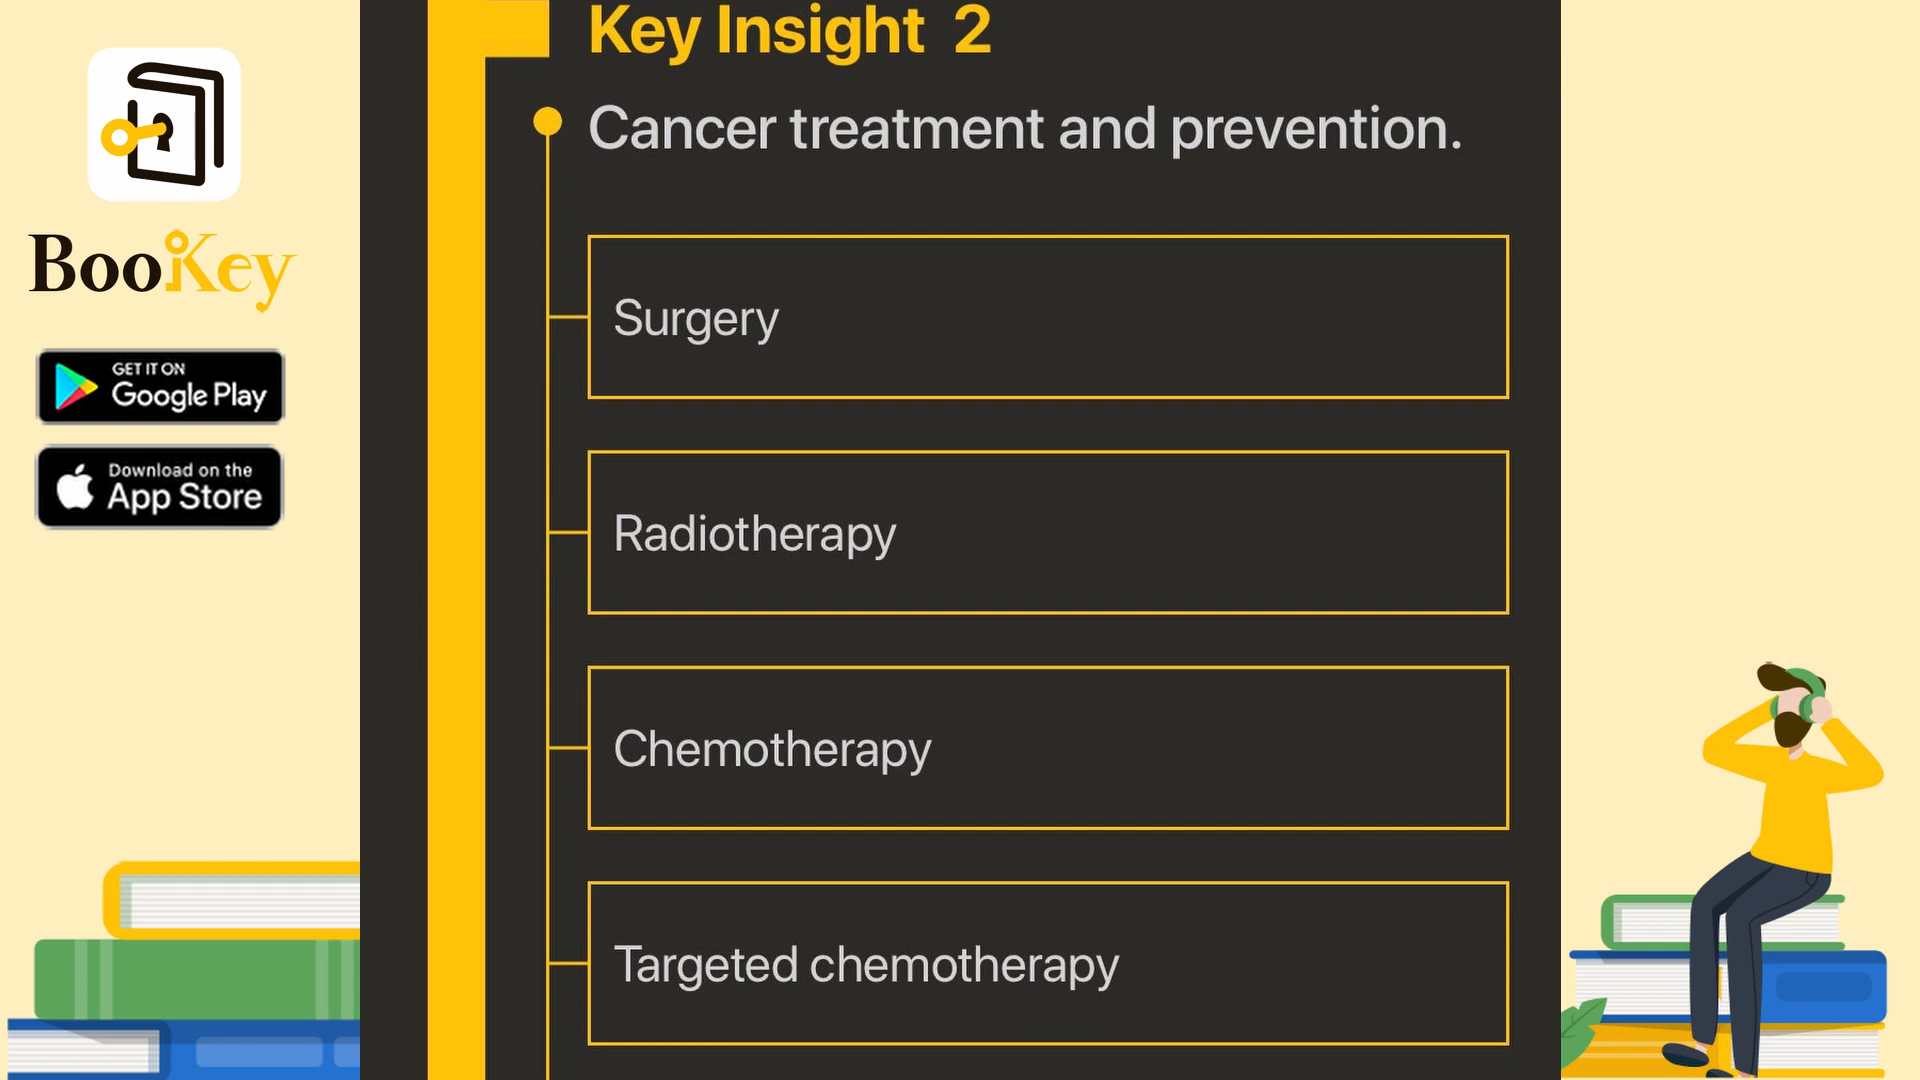 BooKey
GET IT ON
Google Play
Download on the
App Store
Key Insight 2
Cancer treatment and prevention.
Surgery
Radiotherapy
Chemotherapy
Targeted chemotherapy